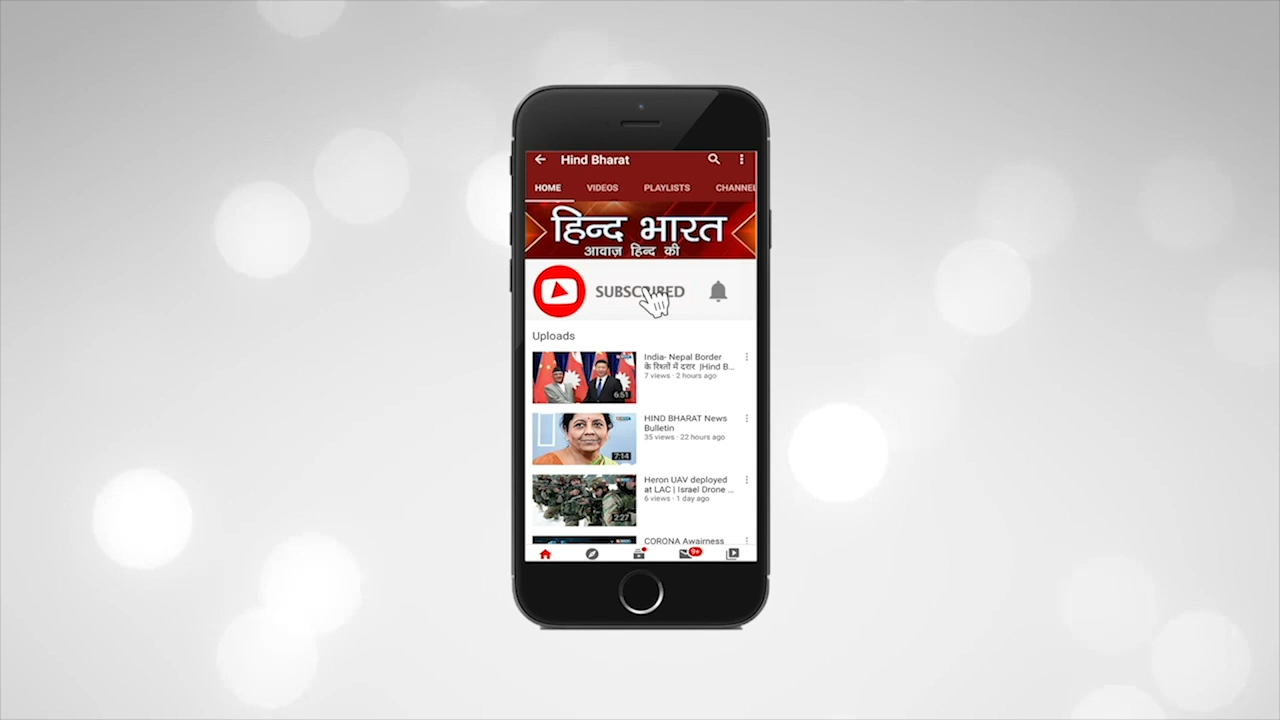 Hind Bharat
HOME VIDEOS PLAYLISTS CHANNEL
हिन्द भारत
आवाज़ हिन्द की
SUBSCRIBED
Uploads
India- Nepal Border
के रिश्तों में दरार |Hind B...
7 views · 2 hours ago
6:51
HIND BHARAT News
Bulletin
35 views · 22 hours ago
7:14
Heron UAV deployed
at LAC | Israel Drone ...
6 views · 1 day ago
2:27
CORONA Awairness
9+